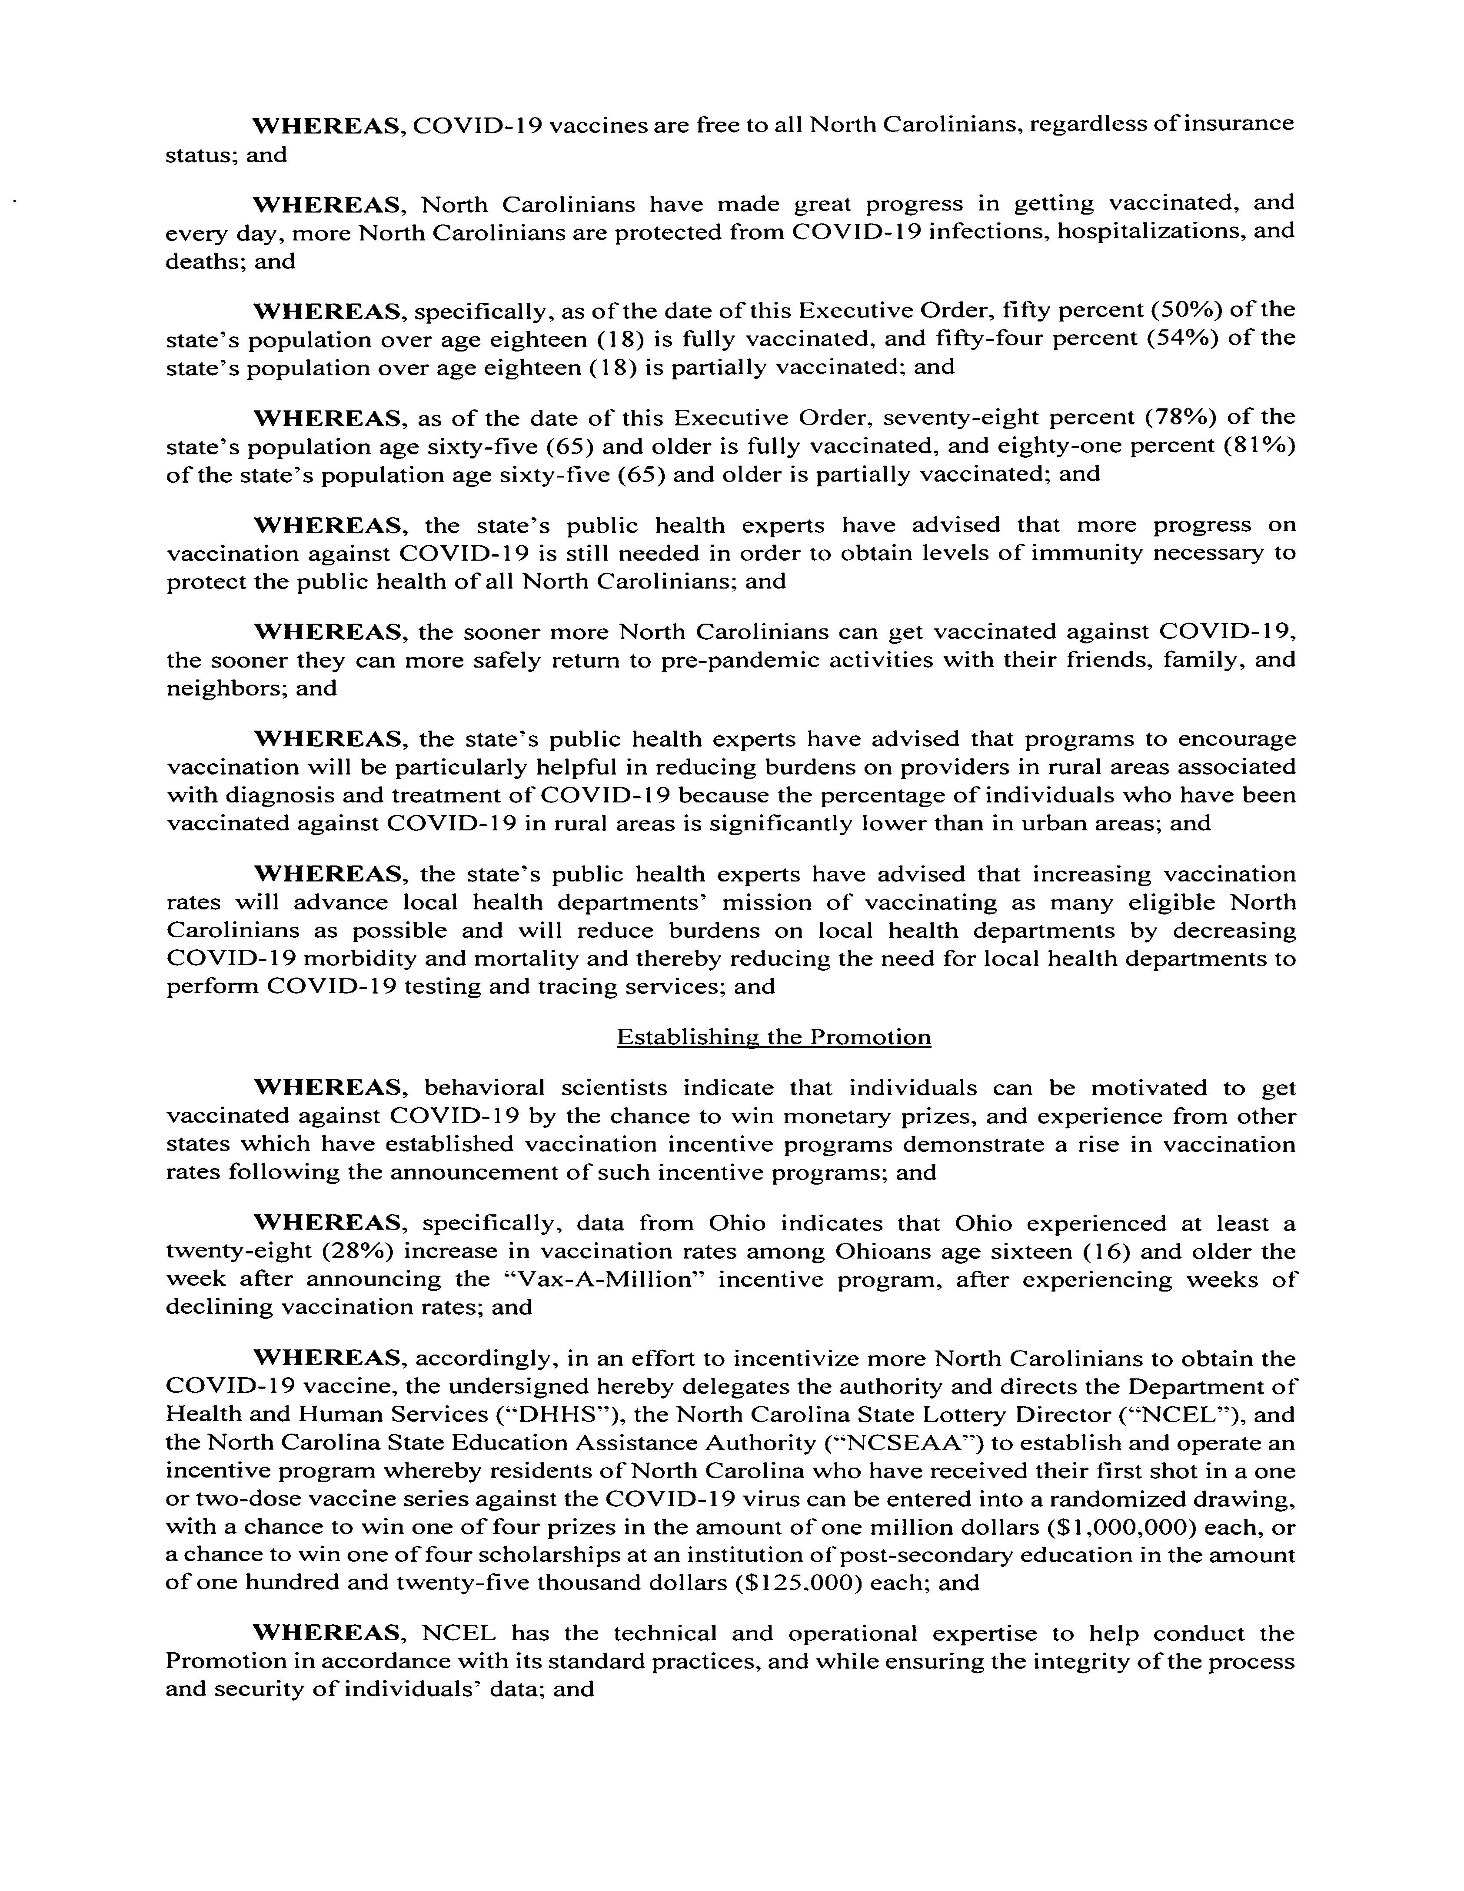 WHEREAS, COVID-19 vaccines are free to all North Carolinians, regardless of insurance
status; and
WHEREAS, North Carolinians have made great progress in getting vaccinated, and
every day, more North Carolinians are protected from COVID-19 infections, hospitalizations, and
deaths; and
WHEREAS, specifically, as of the date of this Executive Order, fifty percent (50%) of the
state's population over age eighteen (18) is fully vaccinated, and fifty-four percent (54%) of the
state's population over age eighteen (18) is partially vaccinated; and
WHEREAS, as of the date of this Executive Order, seventy-eight percent (78%) of the
state's population age sixty-five (65) and older is fully vaccinated, and eighty-one percent (81%)
of the state's population age sixty-five (65) and older is partially vaccinated; and
WHEREAS, the state's public health experts have advised that more progress on
vaccination against COVID-19 is still needed in order to obtain levels of immunity necessary to
protect the public health of all North Carolinians; and
WHEREAS, the sooner more North Carolinians can get vaccinated against COVID-19,
the sooner they can more safely return to pre-pandemic activities with their friends, family, and
neighbors; and
WHEREAS, the state's public health experts have advised that programs to encourage
vaccination will be particularly helpful in reducing burdens on providers in rural areas associated
with diagnosis and treatment of COVID-19 because the percentage of individuals who have been
vaccinated against COVID-19 in rural areas is significantly lower than in urban areas; and
WHEREAS, the state's public health experts have advised that increasing vaccination
rates will advance local health departments' mission of vaccinating as many eligible North
Carolinians as possible and will reduce burdens on local health departments by decreasing
COVID-19 morbidity and mortality and thereby reducing the need for local health departments to
perform COVID-19 testing and tracing services; and
Establishing the Promotion
WHEREAS, behavioral scientists indicate that individuals can be motivated to get
vaccinated against COVID-19 by the chance to win monetary prizes, and experience from other
states which have established vaccination incentive programs demonstrate a rise in vaccination
rates following the announcement of such incentive programs; and
WHEREAS, specifically, data from Ohio indicates that Ohio experienced at least a
twenty-eight (28%) increase in vaccination rates among Ohioans age sixteen (16) and older the
week after announcing the “Vax-A-Million” incentive program, after experiencing weeks of
declining vaccination rates; and
WHEREAS, accordingly, in an effort to incentivize more North Carolinians to obtain the
COVID-19 vaccine, the undersigned hereby delegates the authority and directs the Department of
Health and Human Services (“DHHS”), the North Carolina State Lottery Director (“NCEL”), and
the North Carolina State Education Assistance Authority (“NCSEAA”) to establish and operate an
incentive program whereby residents of North Carolina who have received their first shot in a one
or two-dose vaccine series against the COVID-19 virus can be entered into a randomized drawing,
with a chance to win one of four prizes in the amount of one million dollars ($1,000,000) each, or
a chance to win one of four scholarships at an institution of post-secondary education in the amount
of one hundred and twenty-five thousand dollars ($125.000) each; and
WHEREAS, NCEL has the technical and operational expertise to help conduct the
Promotion in accordance with its standard practices, and while ensuring the integrity of the process
and security of individuals' data; and